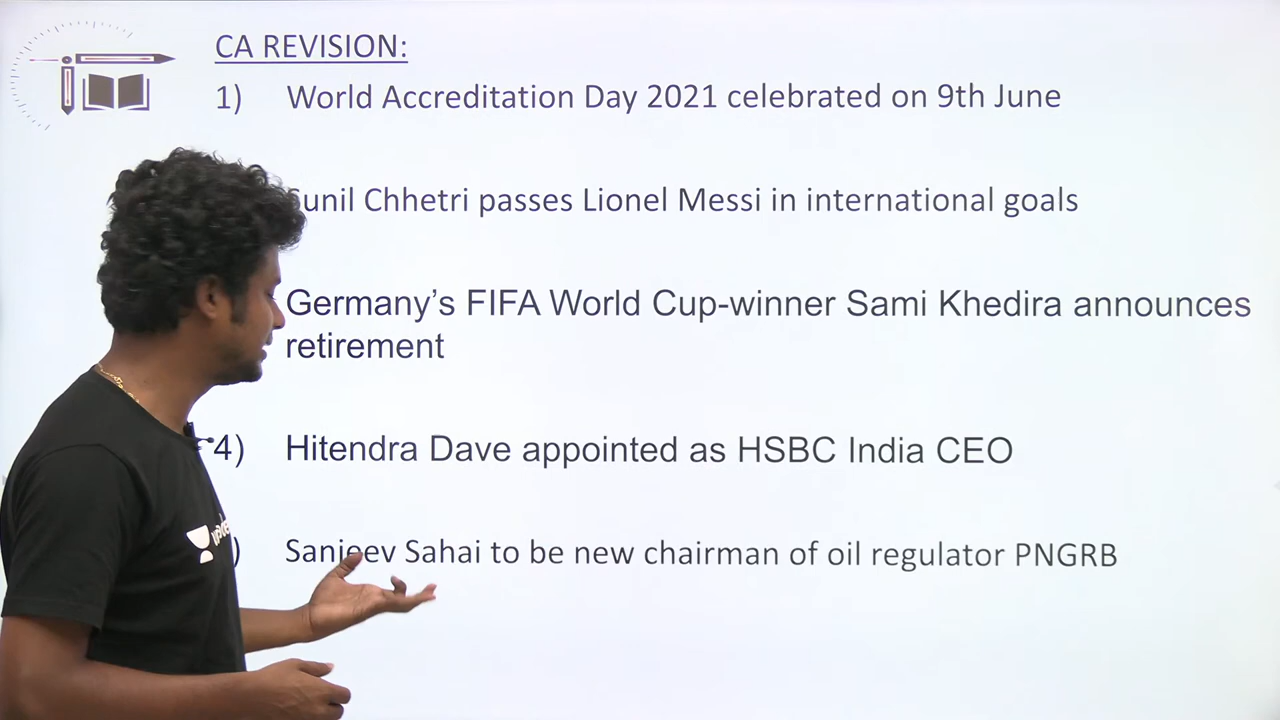 CA REVISION:
1) World Accreditation Day 2021 celebrated on 9th June
Sunil Chhetri passes Lionel Messi in international goals
Germany’s FIFA World Cup-winner Sami Khedira announces
retirement
4) Hitendra Dave appointed as HSBC India CEO
) Sanjeev Sahai to be new chairman of oil regulator PNGRB